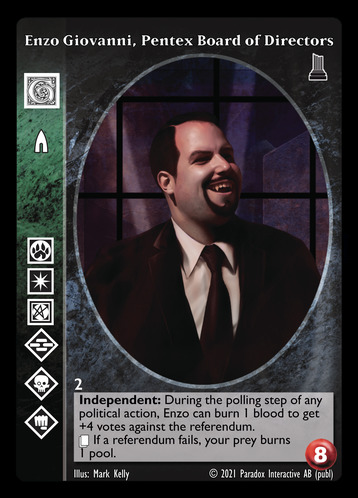 Enzo Giovanni, Pentex Board of Directors
2
Independent: During the polling step of any
political action, Enzo can burn 1 blood to get
+4 votes against the referendum.
If a referendum fails, your prey burns
1 pool.
8
Illus: Mark Kelly © 2021 Paradox Interactive AB (publ)